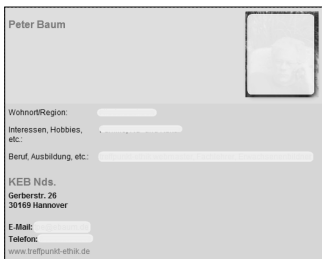 Peter Baum
Wohnort/Region:
Interessen, Hobbies,
etc.:
Beruf, Ausbildung, etc.:
KEB Nds.
Gerberstr. 26
30169 Hannover
E-Mail:
Telefon:
www.treffpunkt-ethik.de